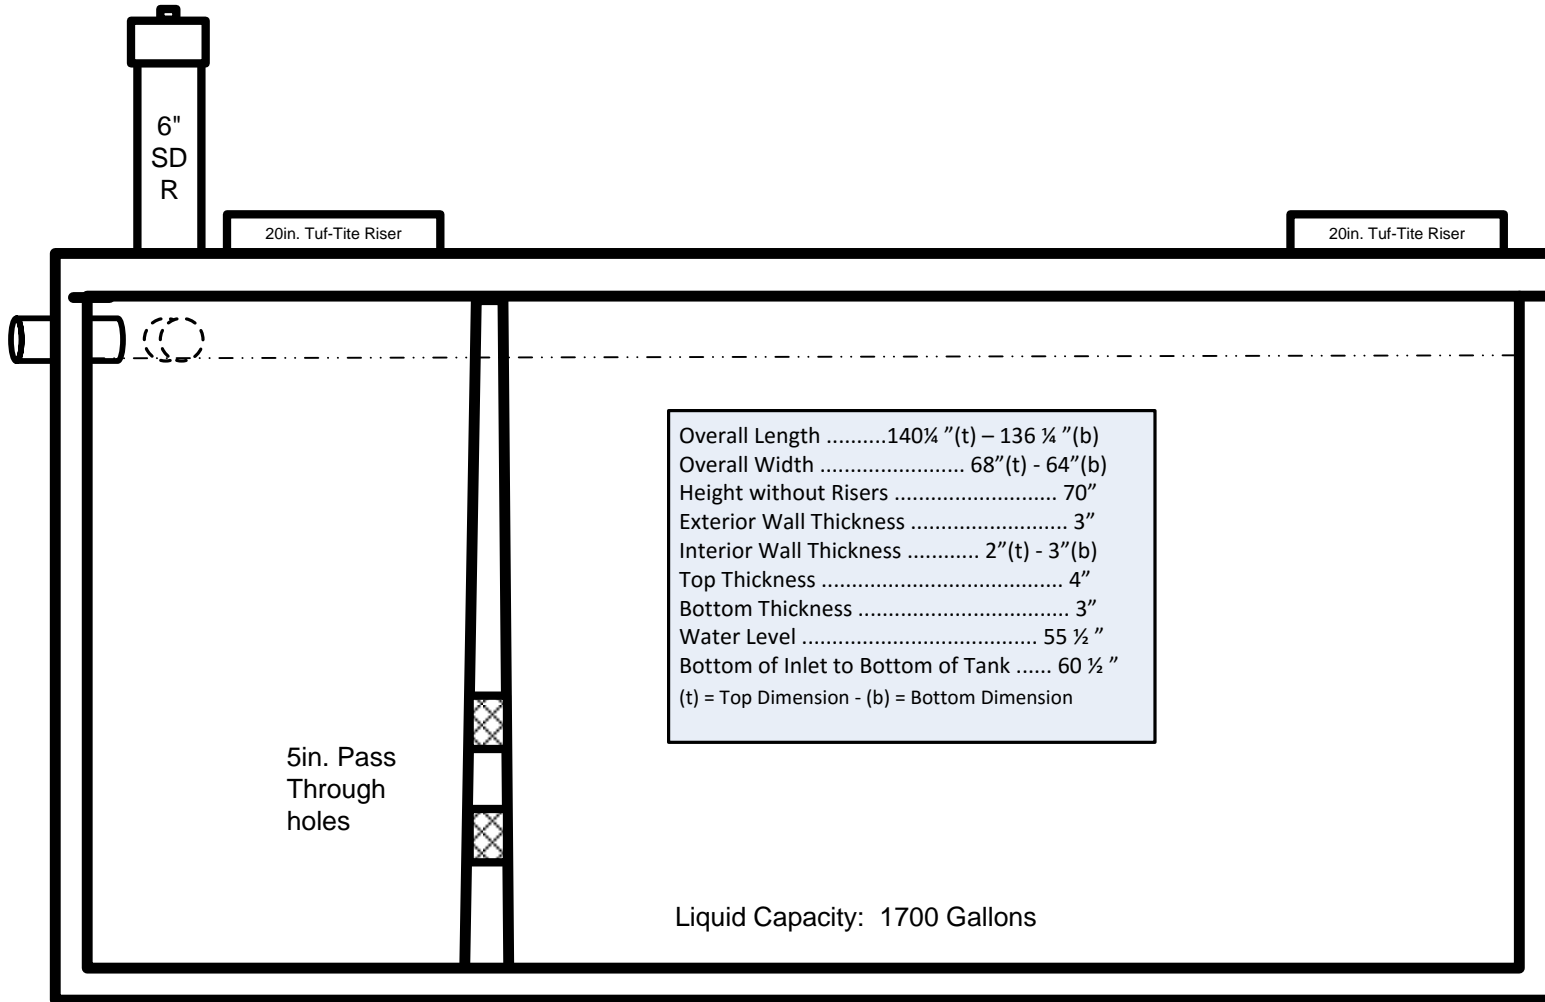 6"
SD
R
20in. Tuf-Tite Riser
20in. Tuf-Tite Riser
Overall Length ..........140¼ ”(t) – 136 ¼ ”(b)
Overall Width ........................ 68”(t) - 64”(b)
Height without Risers ........................... 70”
Exterior Wall Thickness .......................... 3”
Interior Wall Thickness ............ 2”(t) - 3”(b)
Top Thickness ........................................ 4”
Bottom Thickness ................................... 3”
Water Level ....................................... 55 ½ ”
Bottom of Inlet to Bottom of Tank ...... 60 ½ ”
(t) = Top Dimension - (b) = Bottom Dimension
5in. Pass
Through
holes
Liquid Capacity: 1700 Gallons